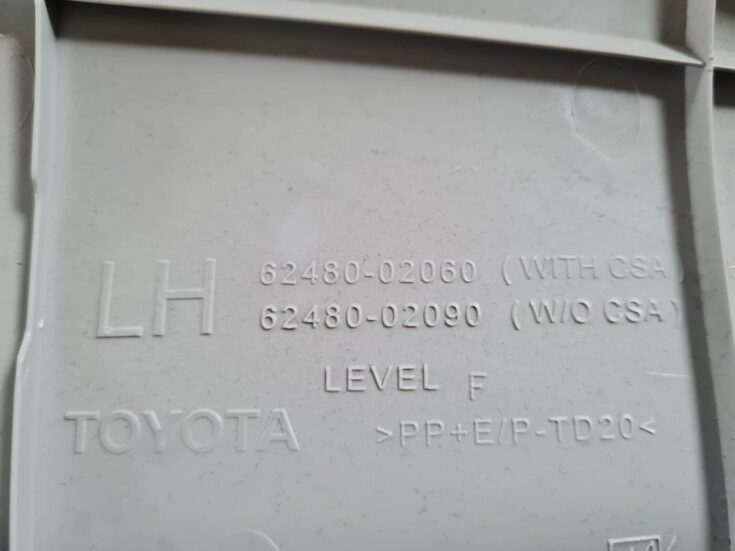 LH 62480-02060 (WITH CSA)
62480-02090 (W/O CSA)
LEVEL F
TOYOTA >PP+E/P-TD20<